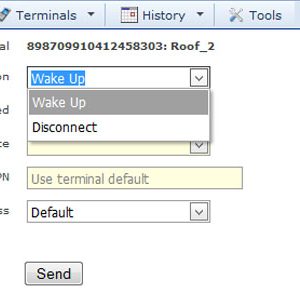 Terminals History Tools
al 898709910412458303: Roof_2
on Wake Up
Wake Up
ed
Disconnect
te
PN Use terminal default
ss Default
Send